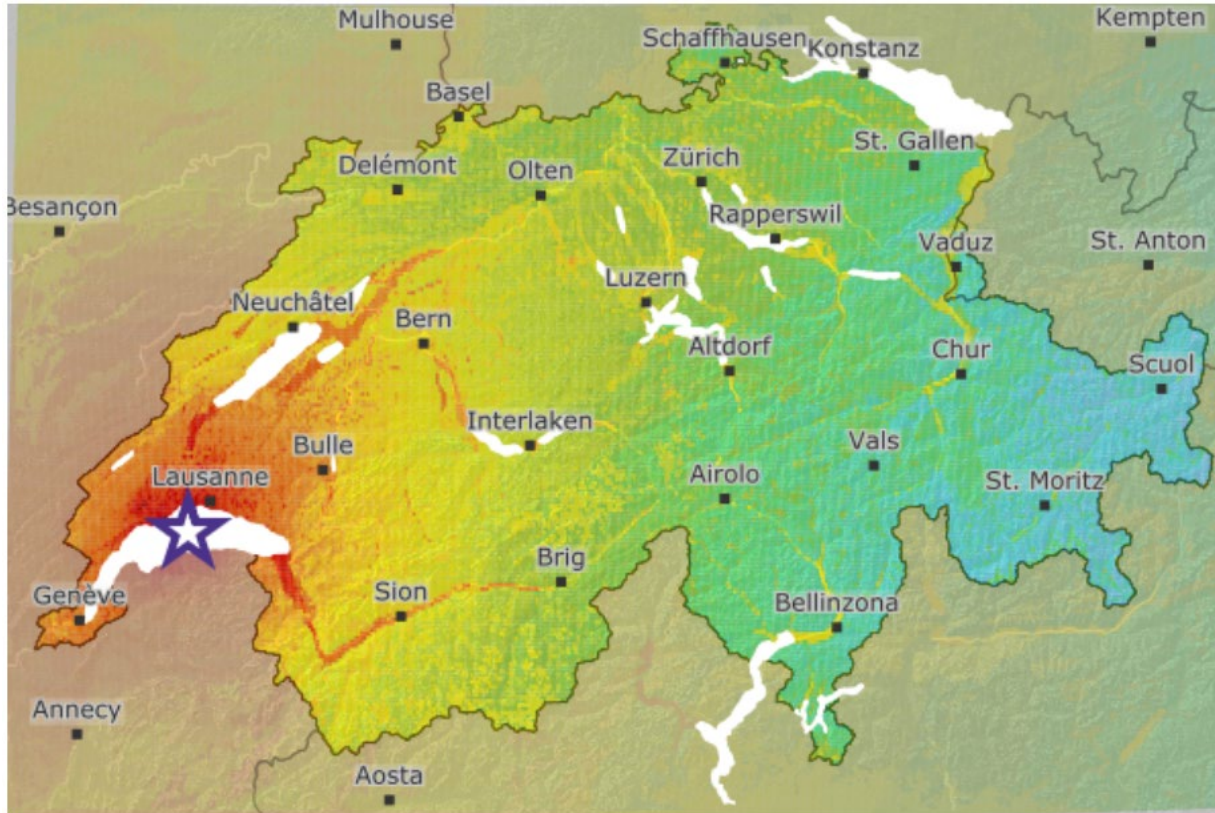 Mulhouse
Kempten
Schaffhausen
Konstanz
Basel
Delémont
Olten
Zürich
St. Gallen
Besançon
Rapperswil
Vaduz
St. Anton
Neuchâtel
Bern
Luzern
Altdorf
Chur
Scuol
Interlaken
Bulle
Vals
Lausanne
Airolo
St. Moritz
Genève
Sion
Brig
Bellinzona
Annecy
Aosta